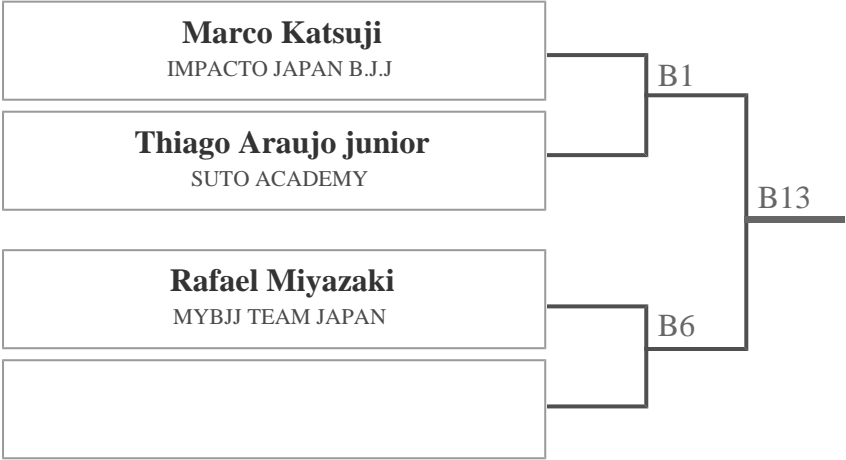 Marco Katsuji
IMPACTO JAPAN B.J.J
B1
Thiago Araujo junior
SUTO ACADEMY
B13
Rafael Miyazaki
MYBJJ TEAM JAPAN
B6